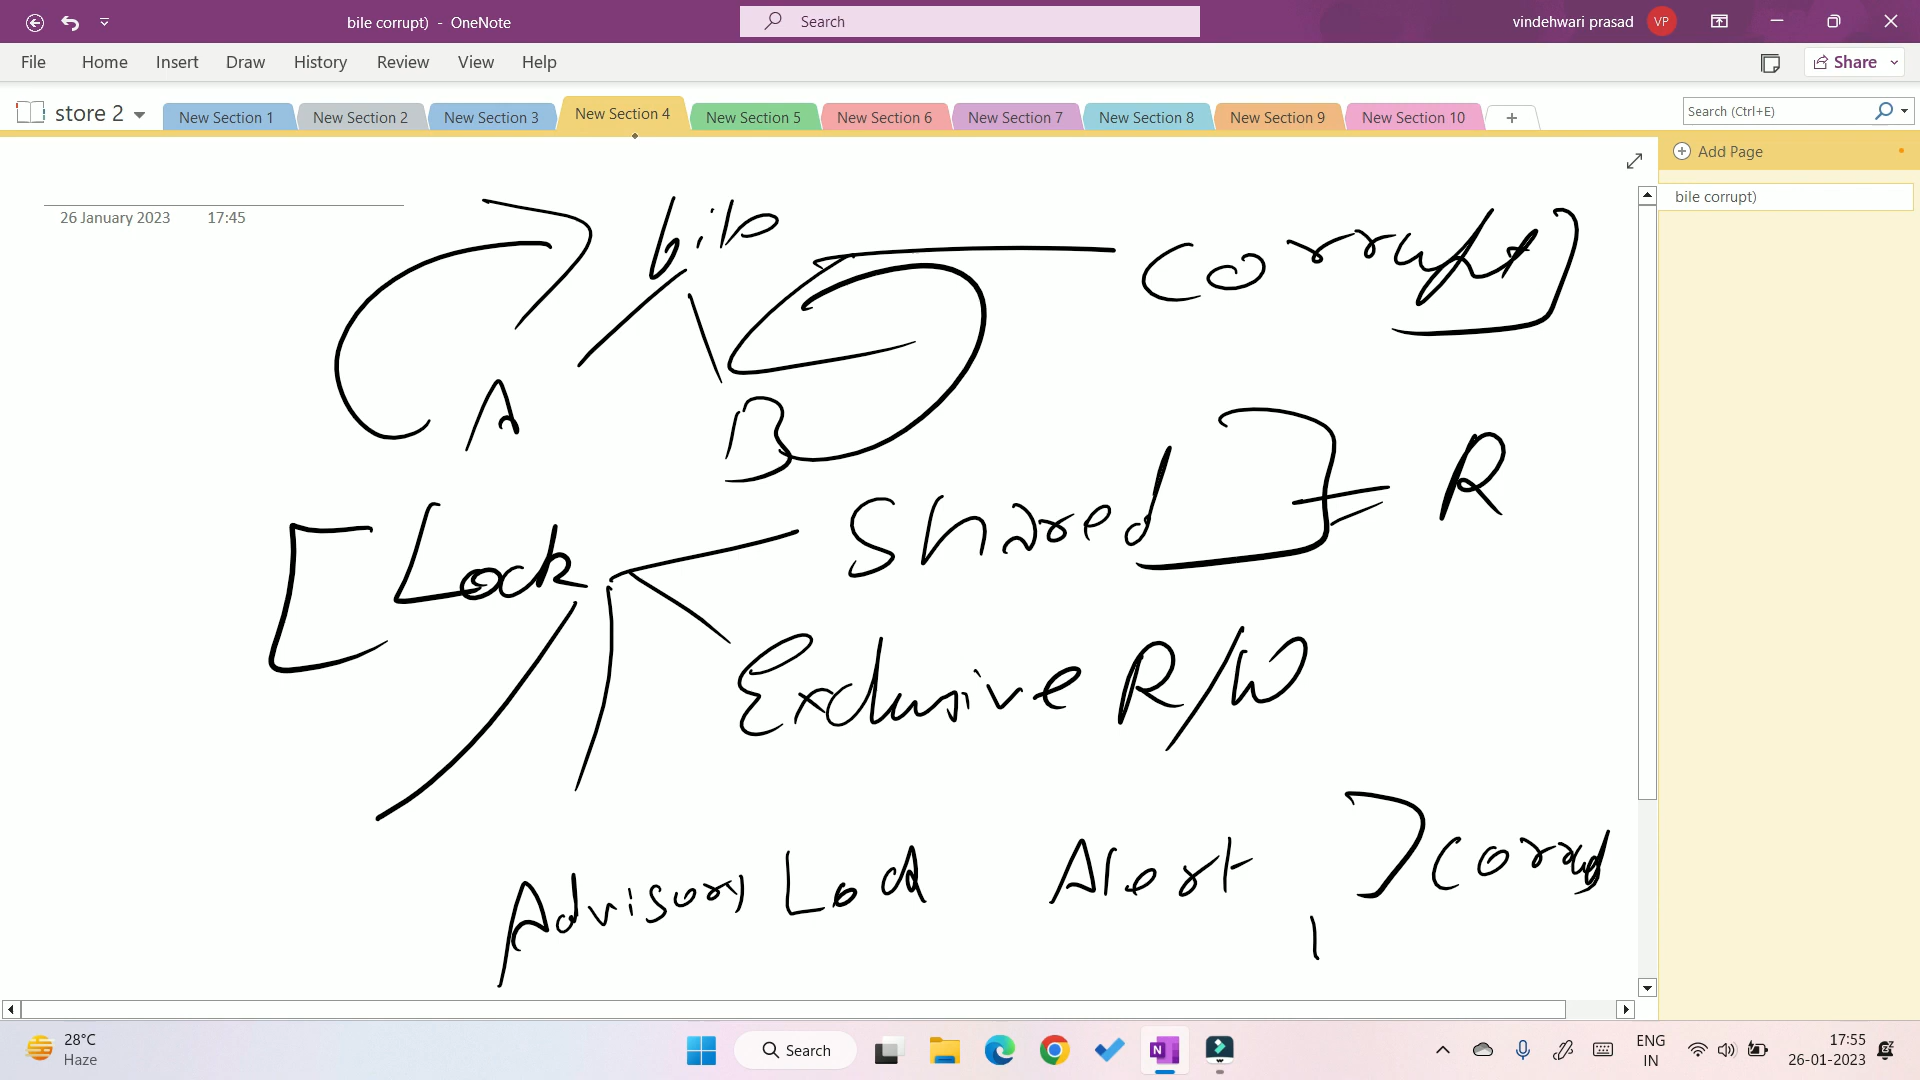 bile corrupt) - OneNote
Search
vindehwari prasad
VP
File Home Insert Draw History Review View Help
Share
store 2
New Section 1 New Section 2 New Section 3 New Section 4 New Section 5 New Section 6 New Section 7 New Section 8 New Section 9 New Section 10
Search (Ctrl+E)
Add Page
bile corrupt)
26 January 2023 17:45
corrupt]
A
B
[Lock
Shared] = R
Exclusive R/W
Advisory Lock Alert
28°C
Haze
Search
ENG
IN
17:55
26-01-2023